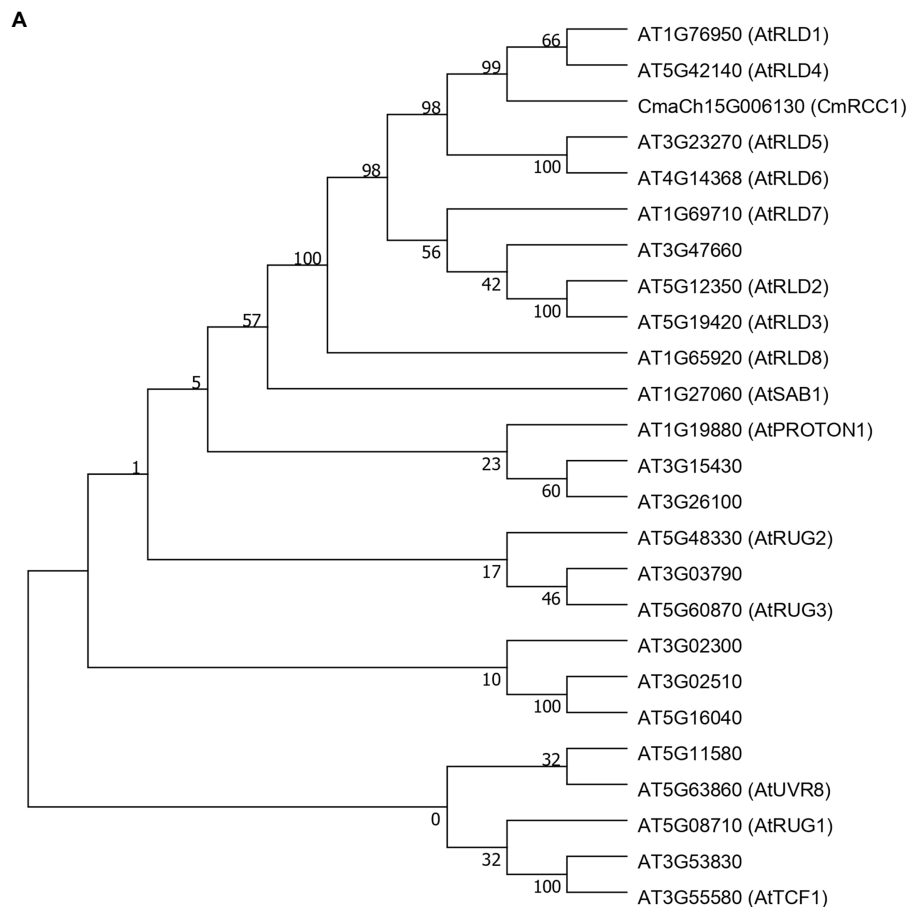 A
AT1G76950 (AtRLD1)
66
AT5G42140 (AtRLD4)
99
CmaCh15G006130 (CmRCC1)
98
AT3G23270 (AtRLD5)
100
AT4G14368 (AtRLD6)
98
AT1G69710 (AtRLD7)
56
AT3G47660
42
AT5G12350 (AtRLD2)
100
AT5G19420 (AtRLD3)
100
AT1G65920 (AtRLD8)
57
AT1G27060 (AtSAB1)
5
AT1G19880 (AtPROTON1)
23
AT3G15430
60
AT3G26100
1
AT5G48330 (AtRUG2)
17
AT3G03790
46
AT5G60870 (AtRUG3)
AT3G02300
10
AT3G02510
100
AT5G16040
AT5G11580
32
AT5G63860 (AtUVR8)
0
AT5G08710 (AtRUG1)
32
AT3G53830
100
AT3G55580 (AtTCF1)